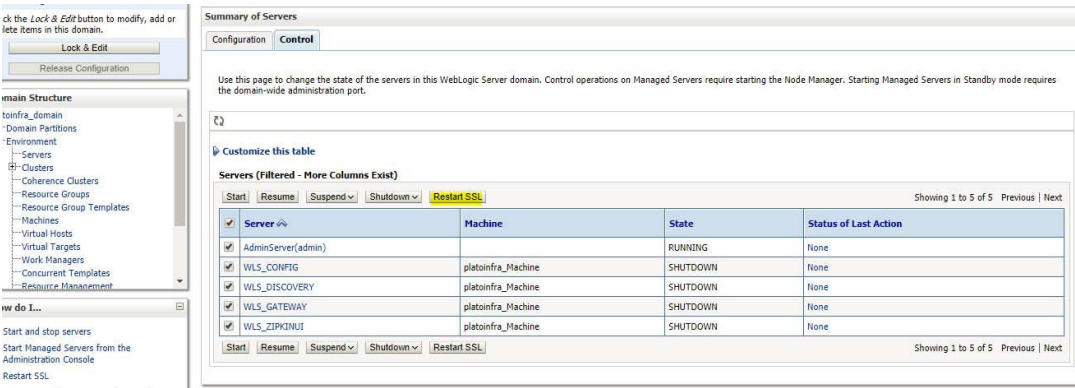 ck the Lock & Edit button to modify, add or
lete items in this domain.
Lock & Edit
Release Configuration
omain Structure
toinfra_domain
Domain Partitions
Environment
Servers
Clusters
Coherence Clusters
Resource Groups
Resource Group Templates
Machines
Virtual Hosts
Virtual Targets
Work Managers
Concurrent Templates
Resource Management
ow do I...
Start and stop servers
Start Managed Servers from the
Administration Console
Restart SSL
Summary of Servers
Configuration Control
Use this page to change the state of the servers in this WebLogic Server domain. Control operations on Managed Servers require starting the Node Manager. Starting Managed Servers in Standby mode requires
the domain-wide administration port.
Customize this table
Servers (Filtered - More Columns Exist)
Start Resume Suspend Shutdown Restart SSL Showing 1 to 5 of 5 Previous | Next
Server Machine State Status of Last Action
AdminServer(admin) RUNNING None
WLS_CONFIG platoinfra_Machine SHUTDOWN None
WLS_DISCOVERY platoinfra_Machine SHUTDOWN None
WLS_GATEWAY platoinfra_Machine SHUTDOWN None
WLS_ZIPKINUI platoinfra_Machine SHUTDOWN None
Start Resume Suspend Shutdown Restart SSL Showing 1 to 5 of 5 Previous | Next